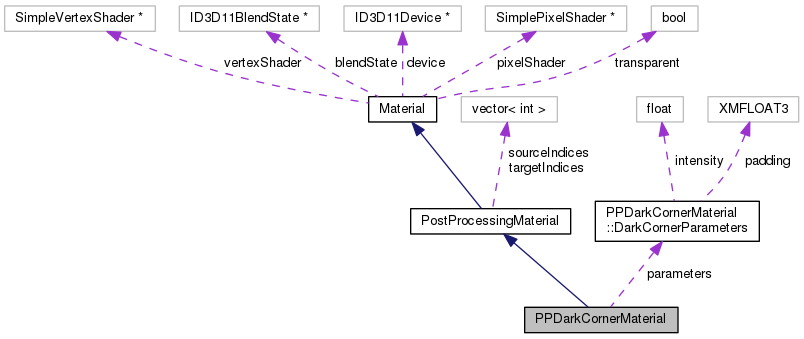 SimpleVertexShader *
ID3D11BlendState *
ID3D11Device *
SimplePixelShader *
bool
vertexShader
blendState
device
pixelShader
transparent
Material
vector< int >
float
XMFLOAT3
sourceIndices
targetIndices
intensity
padding
PostProcessingMaterial
PPDarkCornerMaterial
::DarkCornerParameters
parameters
PPDarkCornerMaterial